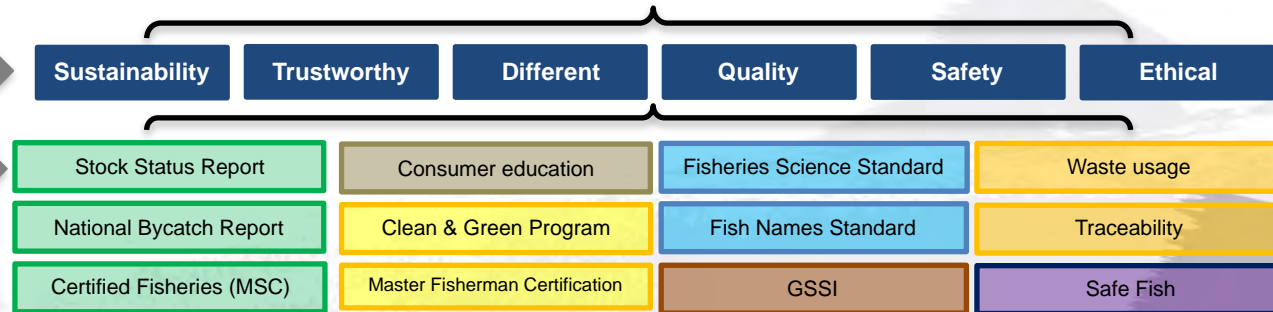 Sustainability
Trustworthy
Different
Quality
Safety
Ethical
Stock Status Report
Consumer education
Fisheries Science Standard
Waste usage
National Bycatch Report
Clean & Green Program
Fish Names Standard
Traceability
Certified Fisheries (MSC)
Master Fisherman Certification
GSSI
Safe Fish